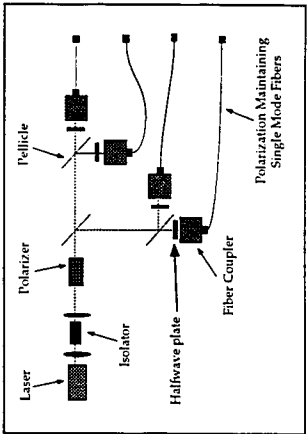 Laser
Isolator
Polarizer
Pellicle
Halfwave plate
Fiber Coupler
Polarization Maintaining
Single Mode Fibers